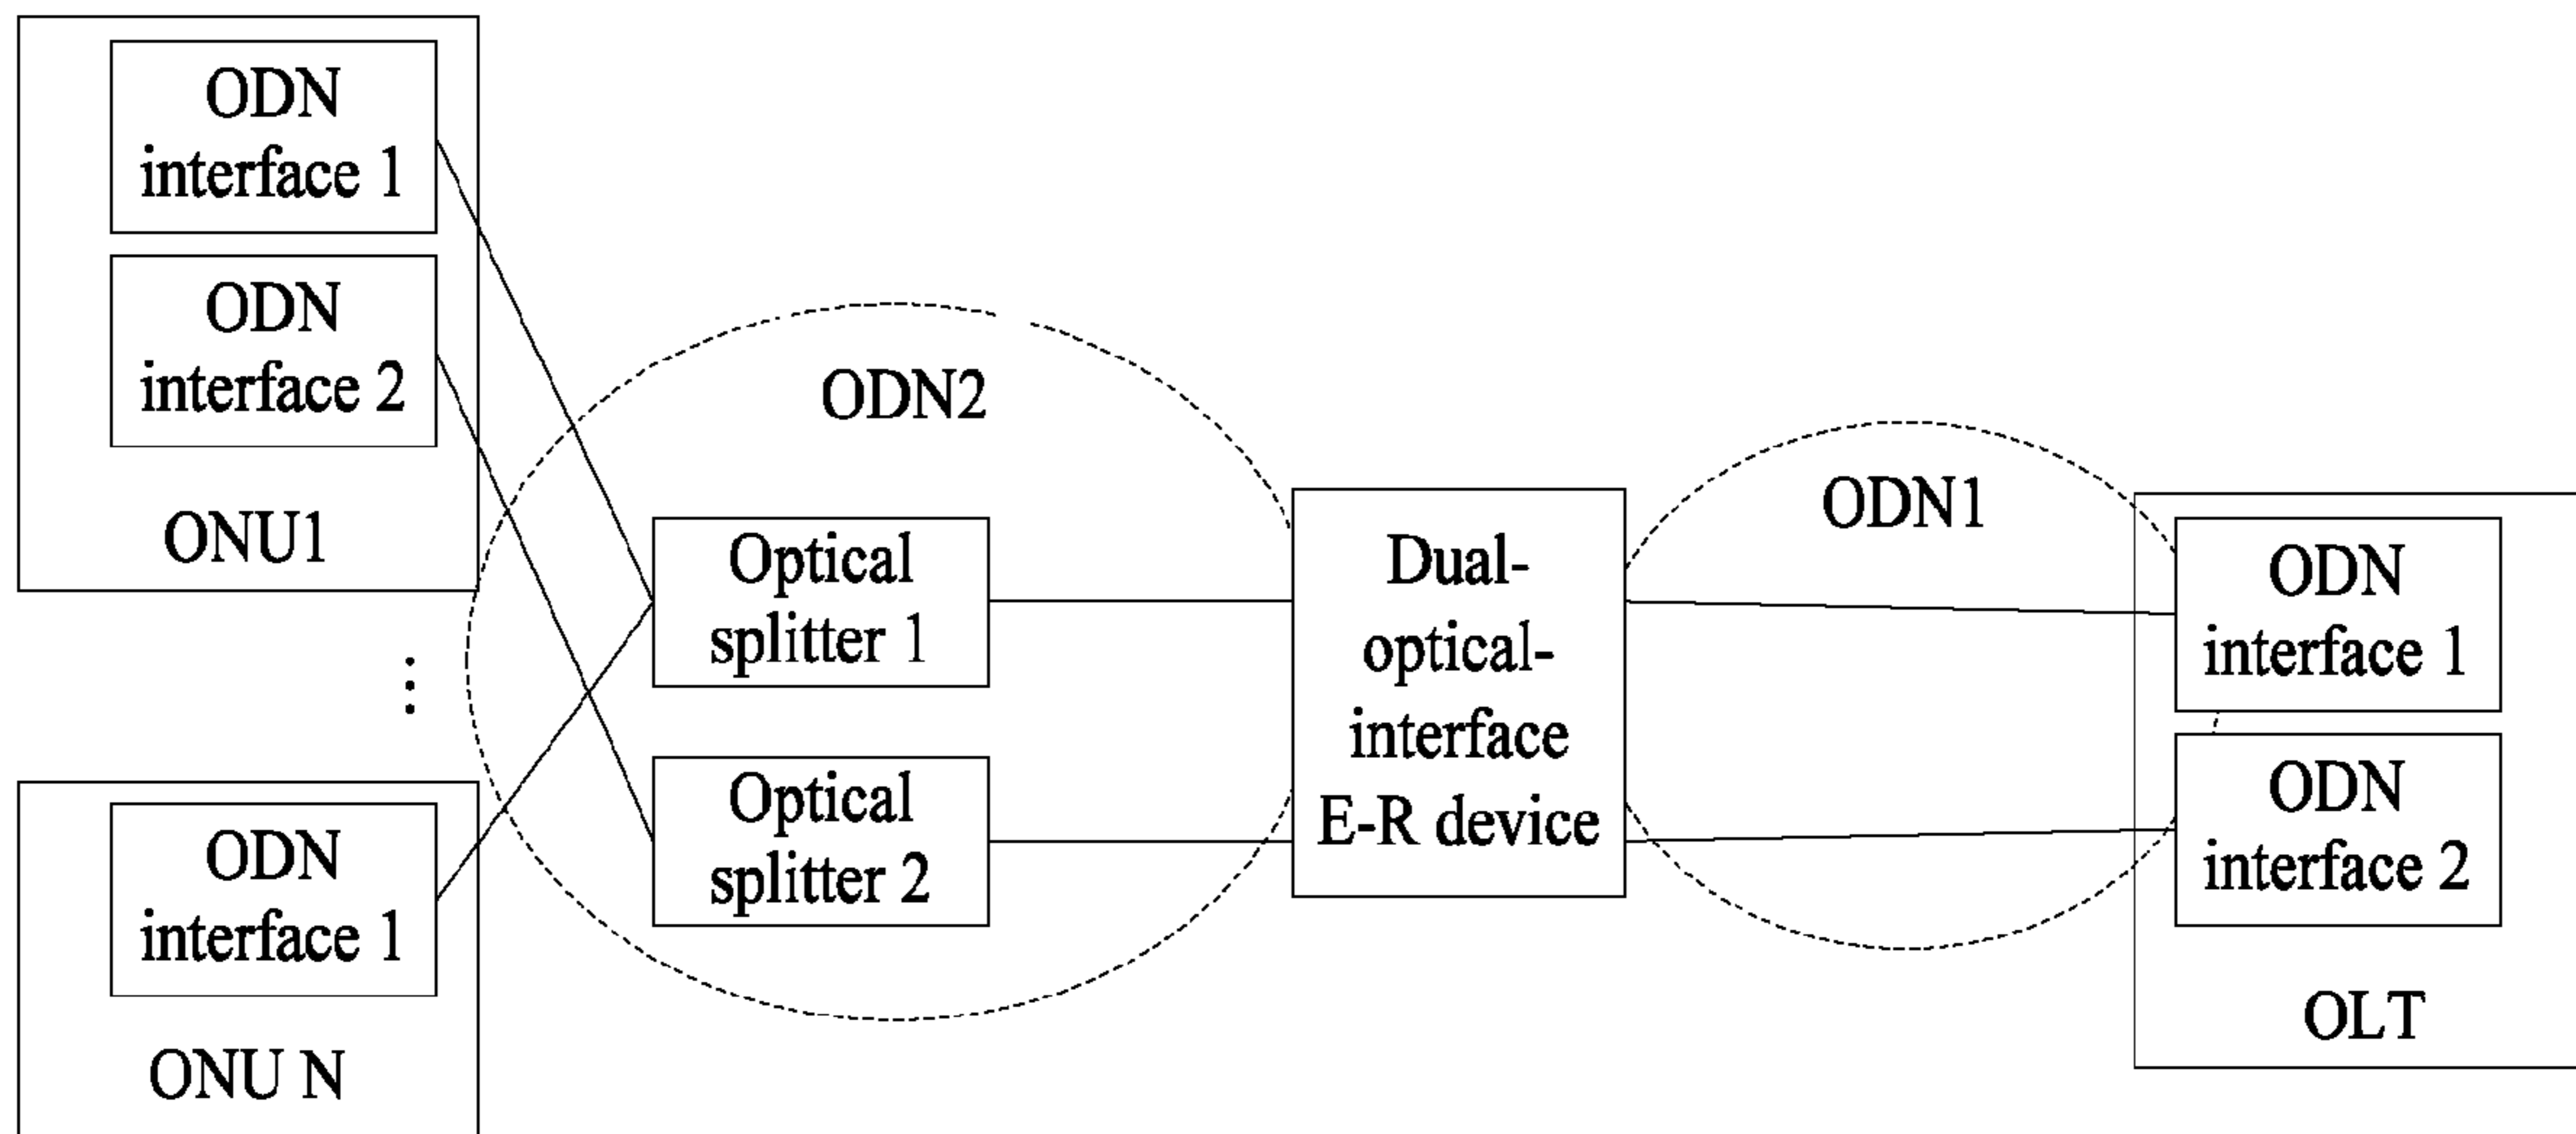 ODN
interface 1
ODN
interface 2
ONU1
ODN
interface 1
ONU N
ODN2
Optical
splitter 1
Optical
splitter 2
Dual-
optical-
interface
E-R device
ODN1
ODN
interface 1
ODN
interface 2
OLT